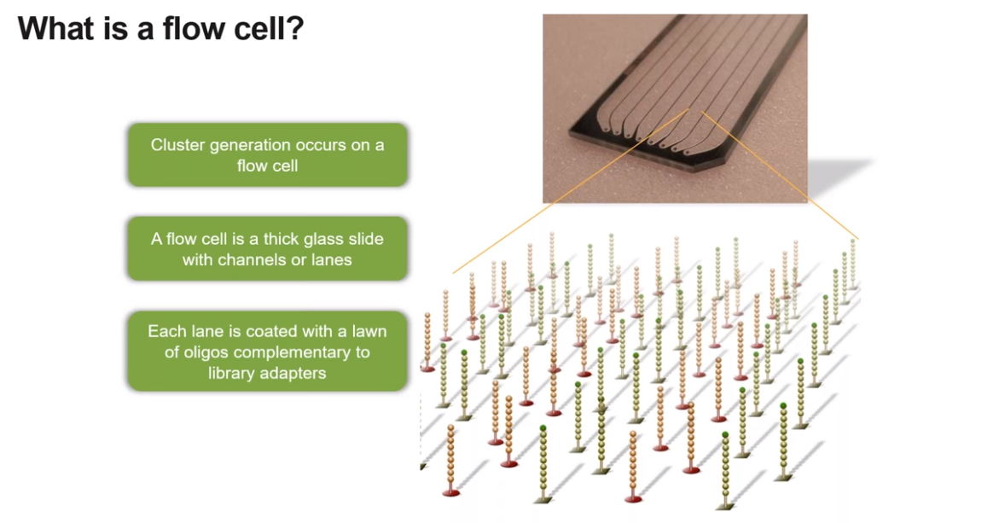 What is a flow cell?
Cluster generation occurs on a
flow cell
A flow cell is a thick glass slide
with channels or lanes
Each lane is coated with a lawn
of oligos complementary to
library adapters